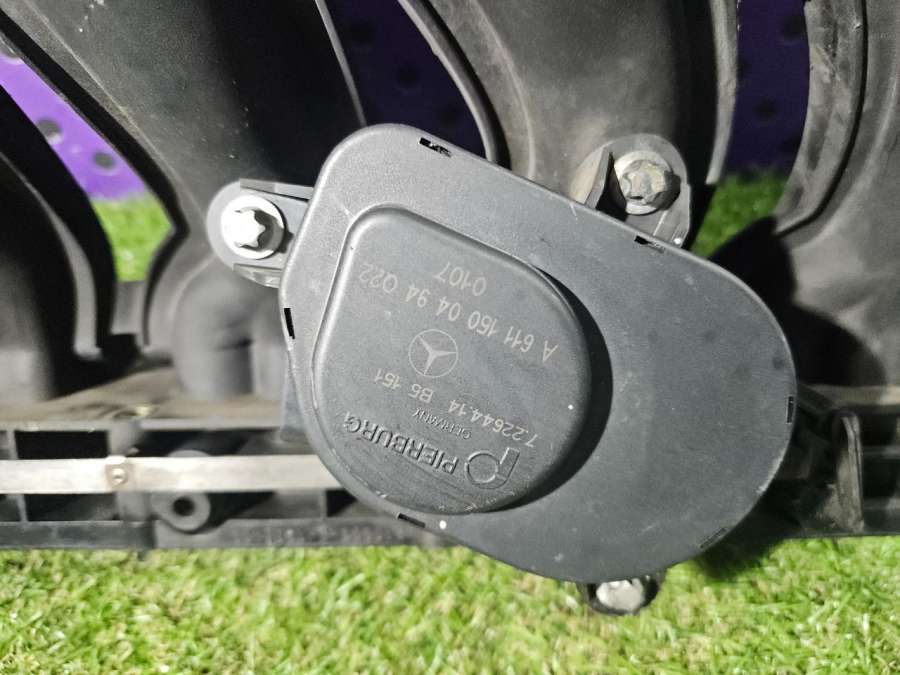 PIERBURG
GERMANY
7.22644.14 B5 151
A 611 150 04 94 Q22
0107